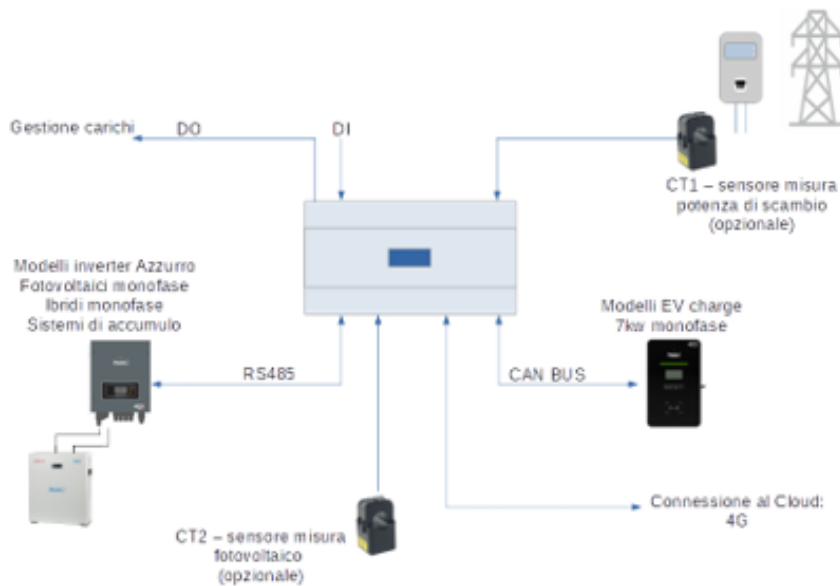 Gestione carichi
DO
DI
CT1 – sensore misura
potenza di scambio
(opzionale)
Modelli inverter Azzurro
Fotovoltaici monofase
Ibridi monofase
Sistemi di accumulo
Modelli EV charge
7kw monofase
RS485
CAN BUS
CT2 – sensore misura
fotovoltaico
(opzionale)
Connessione al Cloud:
4G